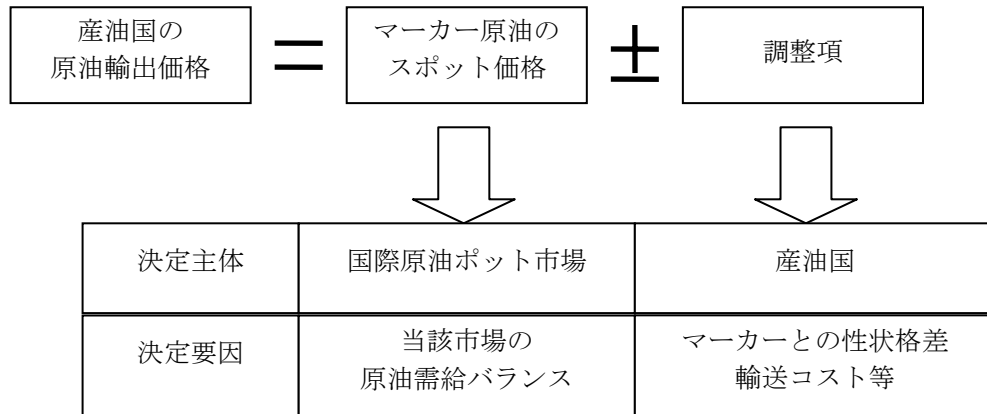 産油国の
原油輸出価格
＝
マーカー原油の
スポット価格
±
調整項
決定主体
国際原油ポット市場
産油国
決定要因
当該市場の
原油需給バランス
マーカーとの性状格差
輸送コスト等